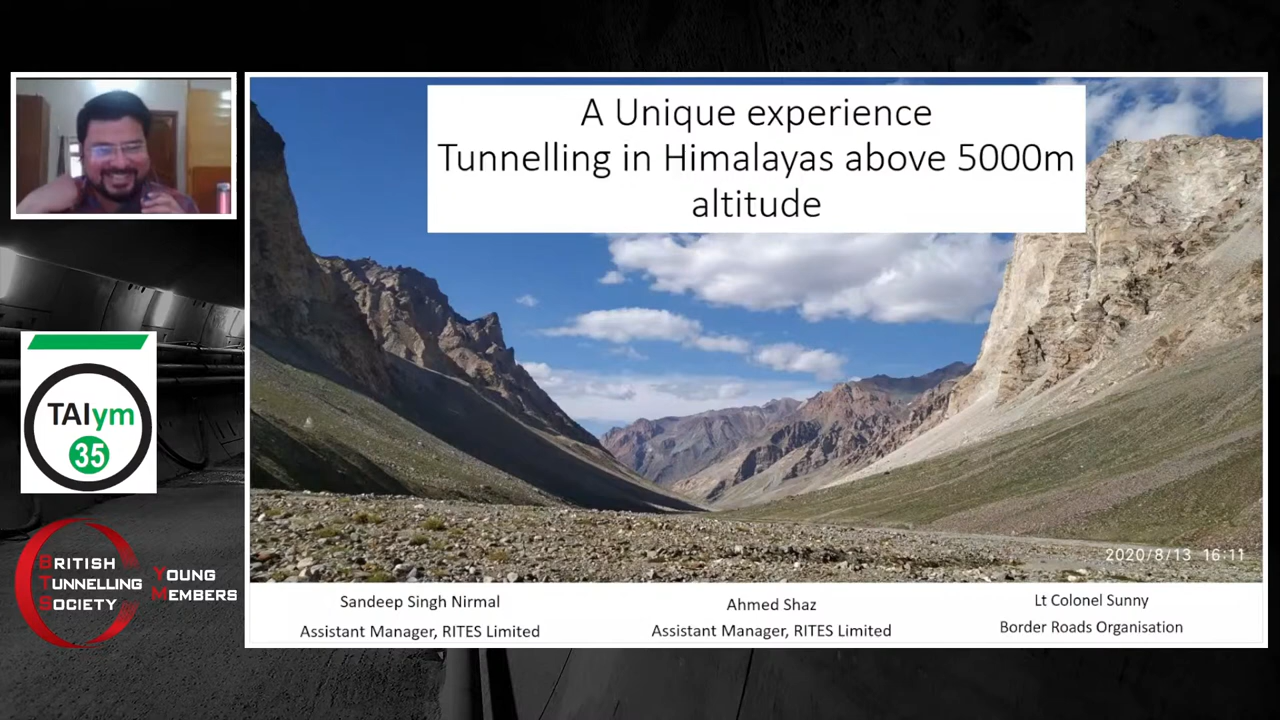 A Unique experience
Tunnelling in Himalayas above 5000m
altitude
TAIym
35
BRITISH
TUNNELLING
SOCIETY
YOUNG
MEMBERS
2020/8/13 16:11
Sandeep Singh Nirmal
Assistant Manager, RITES Limited
Ahmed Shaz
Assistant Manager, RITES Limited
Lt Colonel Sunny
Border Roads Organisation